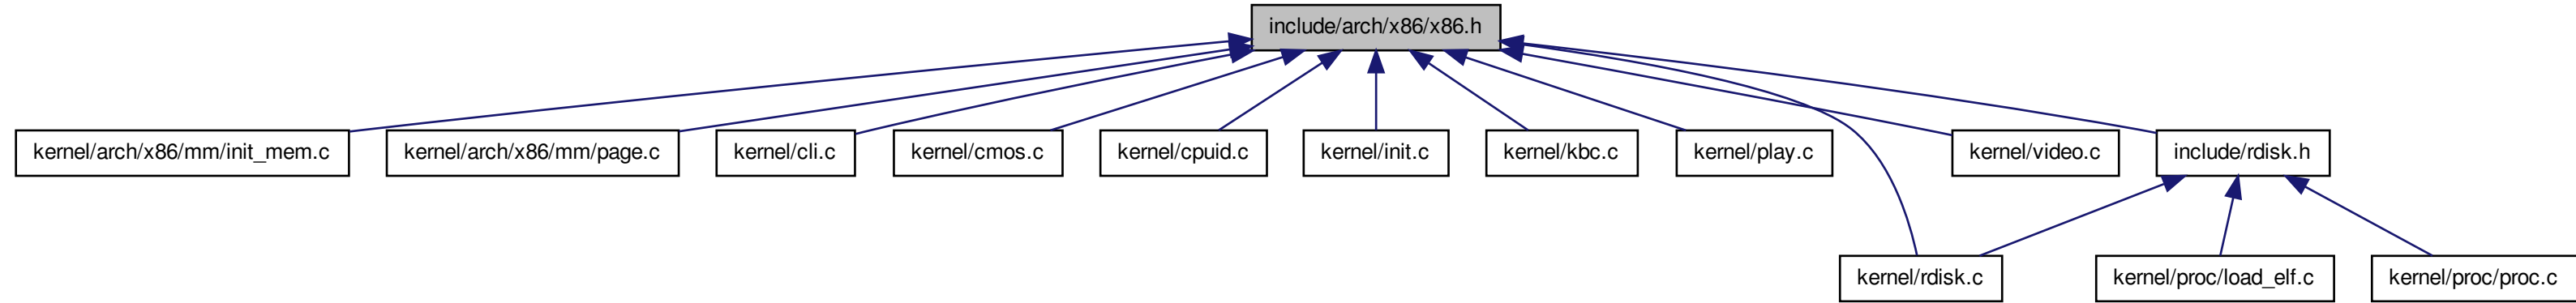 include/arch/x86/x86.h
kernel/arch/x86/mm/init_mem.c
kernel/arch/x86/mm/page.c
kernel/cli.c
kernel/cmos.c
kernel/cpuid.c
kernel/init.c
kernel/kbc.c
kernel/play.c
kernel/video.c
include/rdisk.h
kernel/rdisk.c
kernel/proc/load_elf.c
kernel/proc/proc.c